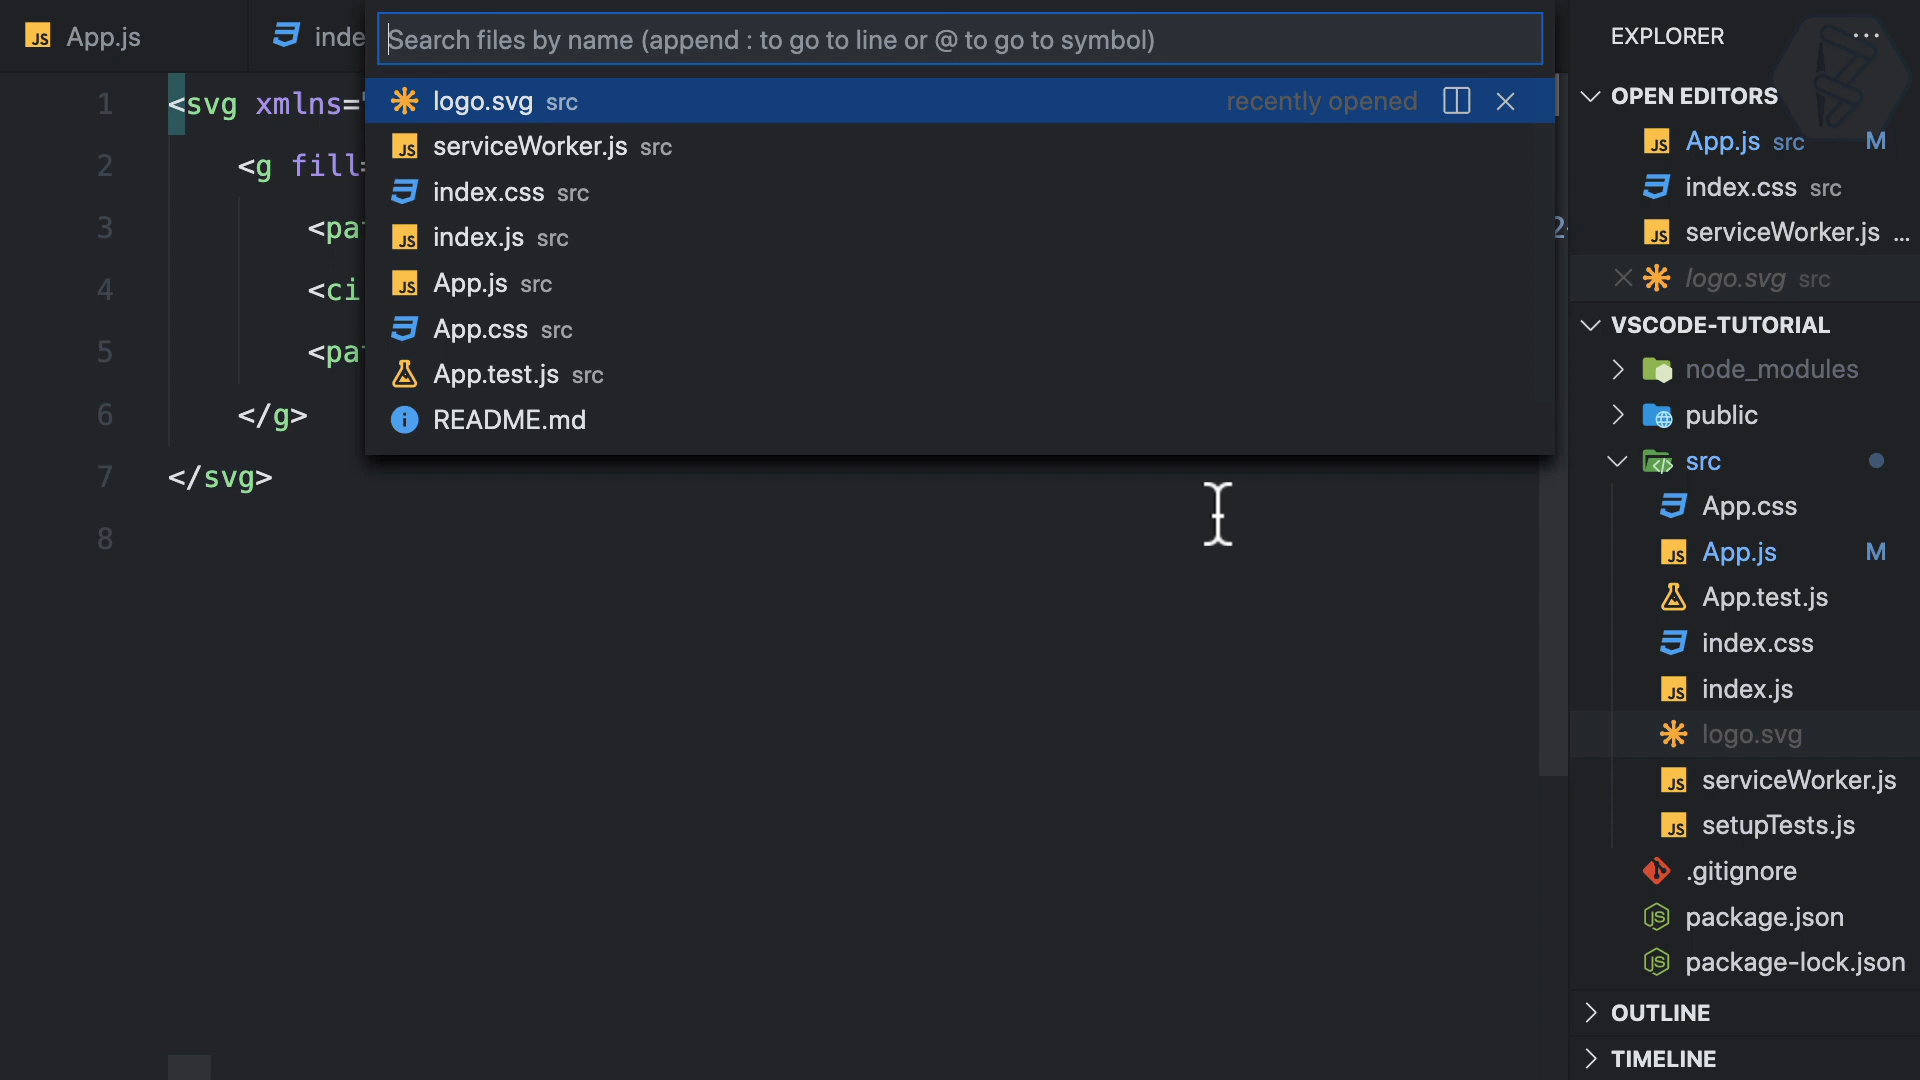 App.js
inde
Search files by name (append : to go to line or @ to go to symbol)
logo.svg src recently opened
serviceWorker.js src
index.css src
index.js src
App.js src
App.css src
App.test.js src
README.md
1 <svg xmlns="
2 <g fill=
3 <pat
4 <ci
5 <pat
6 </g>
7 </svg>
8
2
EXPLORER
OPEN EDITORS
App.js src M
index.css src
serviceWorker.js ...
logo.svg src
VSCODE-TUTORIAL
node_modules
public
src
App.css
App.js M
App.test.js
index.css
index.js
logo.svg
serviceWorker.js
setupTests.js
.gitignore
package.json
package-lock.json
OUTLINE
TIMELINE